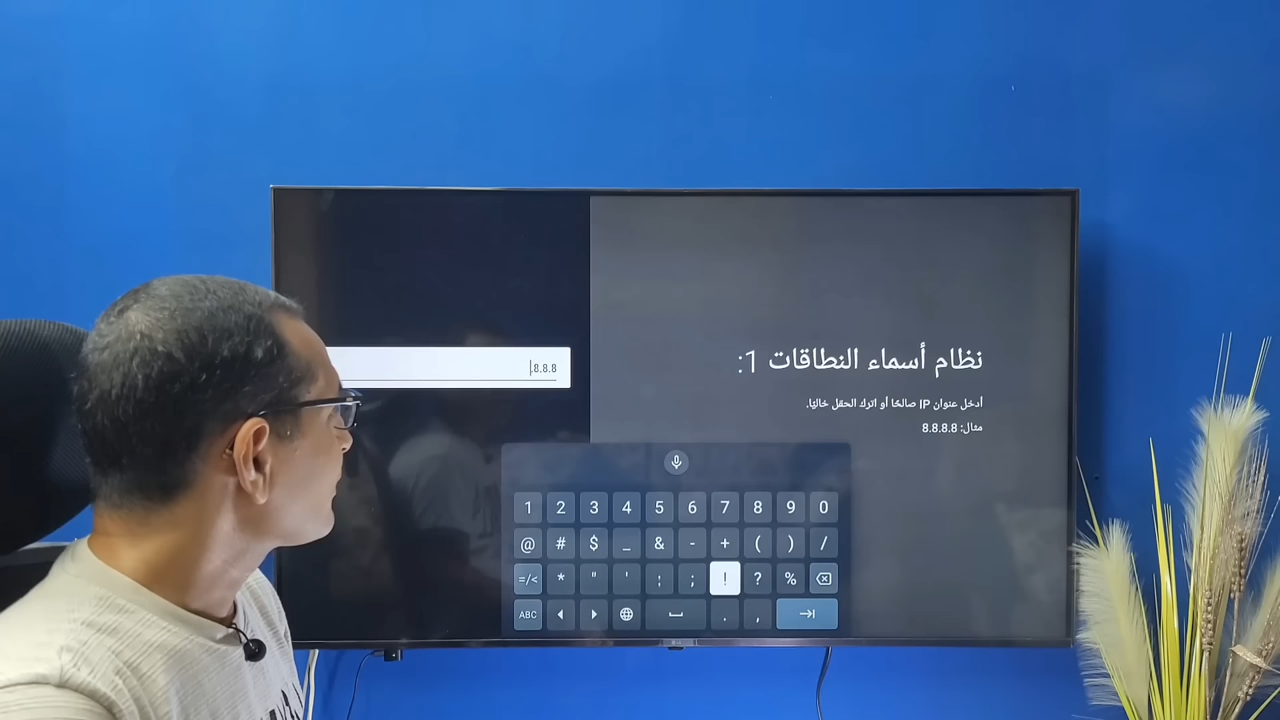 نظام أسماء النطاقات 1:
أدخل عنوان IP صالحًا أو اترك الحقل خاليًا.
مثال: 8.8.8.8
.8.8.8
1 2 3 4 5 6 7 8 9 0
@ # $ _ & - + ( ) /
=/< * " ' : ; ! ? %
ABC . ,
LG